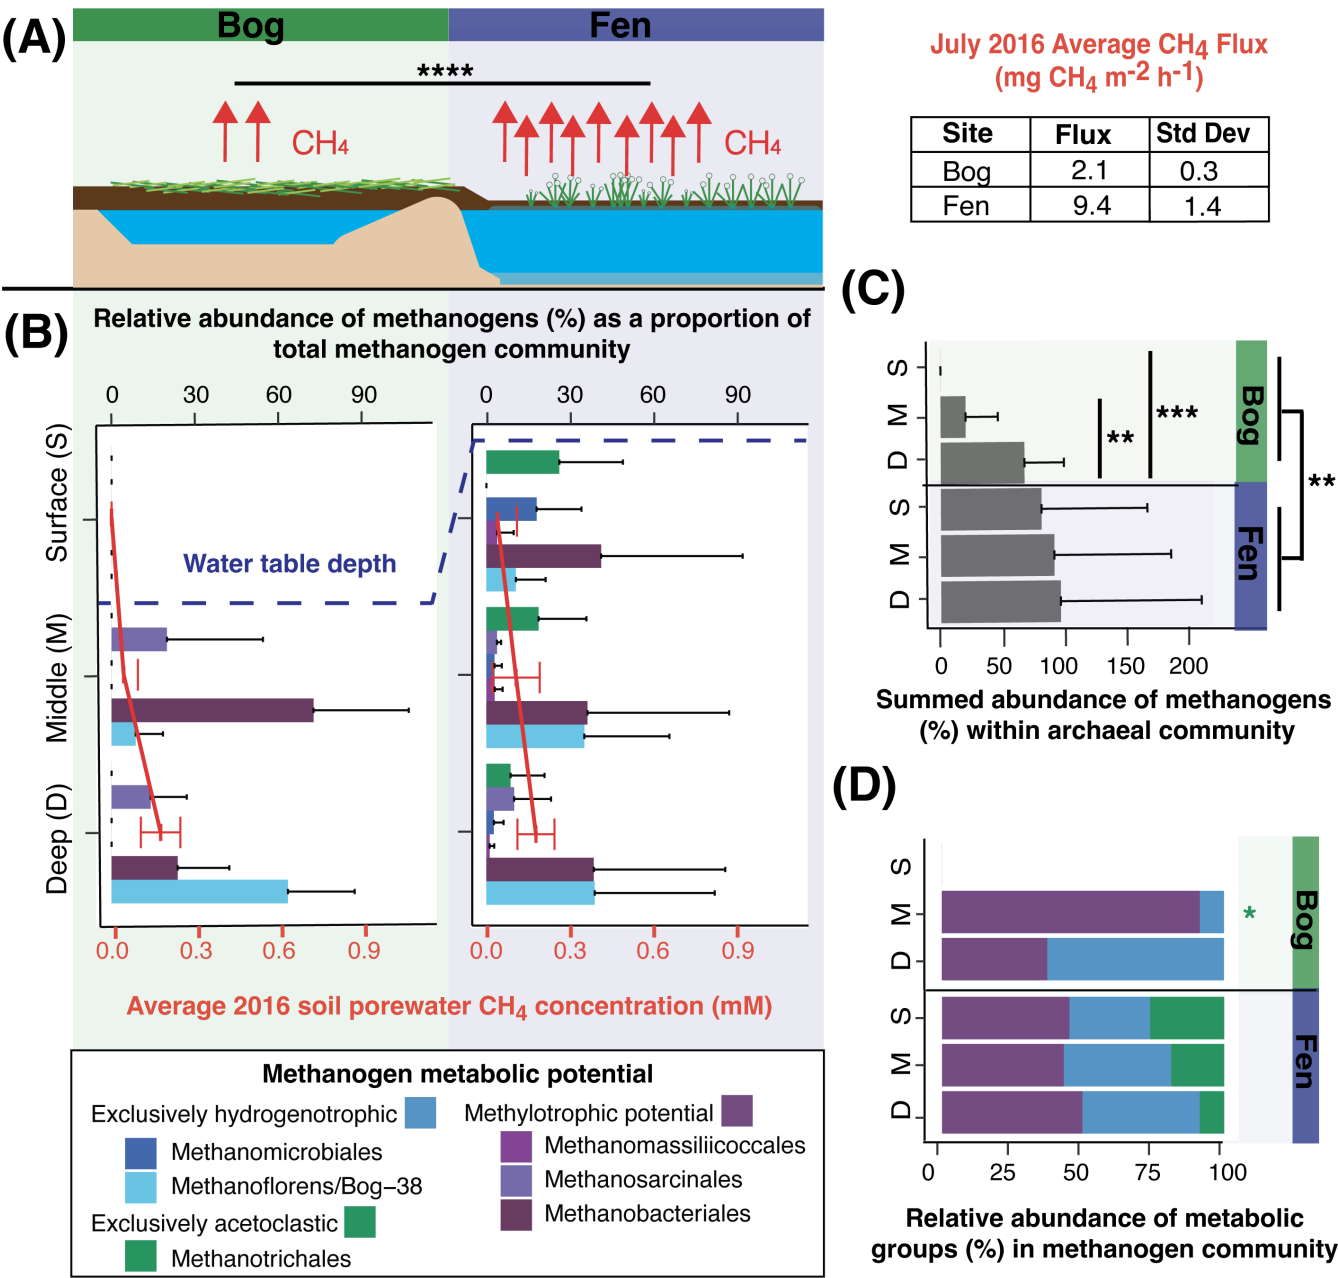 (A)
Bog
Fen
****
CH4
CH4
July 2016 Average CH4 Flux
(mg CH4 m-2 h-1)
Site Flux Std Dev
Bog 2.1 0.3
Fen 9.4 1.4
(B)
Relative abundance of methanogens (%) as a proportion of
total methanogen community
0 30 60 90
0 30 60 90
Surface (S)
Middle (M)
Deep (D)
Water table depth
0.0 0.3 0.6 0.9
0.0 0.3 0.6 0.9
Average 2016 soil porewater CH4 concentration (mM)
Methanogen metabolic potential
Exclusively hydrogenotrophic
Methanomicrobiales
Methanoflorens/Bog–38
Exclusively acetoclastic
Methanotrichales
Methylotrophic potential
Methanomassiliicoccales
Methanosarcinales
Methanobacteriales
(C)
S
M
D
S
M
D
**
***
Bog
Fen
**
0 50 100 150 200
Summed abundance of methanogens
(%) within archaeal community
(D)
S
M
D
S
M
D
*
Bog
Fen
0 25 50 75 100
Relative abundance of metabolic
groups (%) in methanogen community